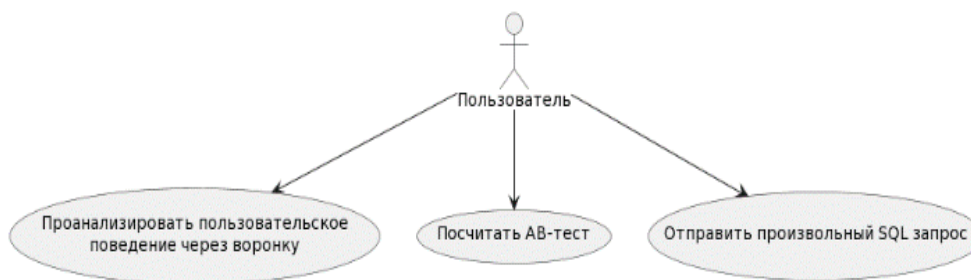 Пользователь
Проанализировать пользовательское
поведение через воронку
Посчитать АВ-тест
Отправить произвольный SQL запрос